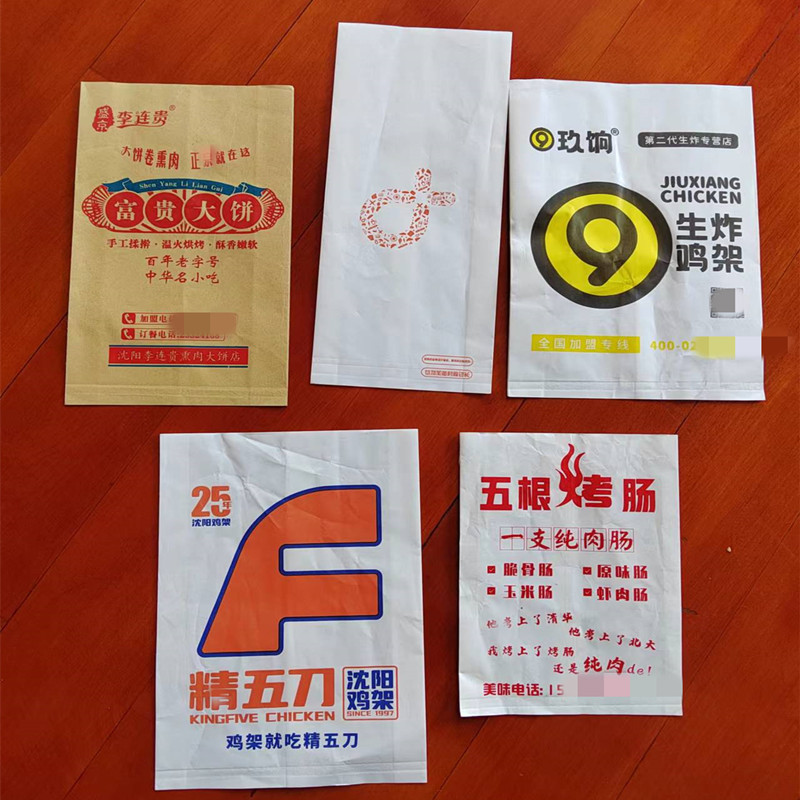 盛京 李连贵®
大饼卷熏肉 正 就在这
Shen Yang Li Lian Gui
富贵大饼
手工揉擀·温火烘烤·酥香嫩软
百年老字号
中华名小吃
加盟电
订餐电话
沈阳李连贵熏肉大饼店
9 玖饷®
第二代生炸专营店
JIUXIANG
CHICKEN
9
生炸
鸡架
全国加盟专线 400-02
25年
沈阳鸡架
F
精五刀
KINGFIVE CHICKEN
沈阳
鸡架
SINCE 1997
鸡架就吃精五刀
五根烤肠
一支纯肉肠
脆骨肠 原味肠
玉米肠 虾肉肠
他考上了清华
他考上了北大
我烤上了烤肠
还是纯肉de!
美味电话: 15